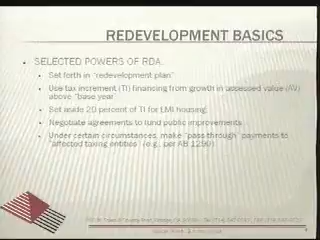 REDEVELOPMENT BASICS
• SELECTED POWERS OF RDA...
• Set forth in "redevelopment plan"
• Use tax increment (TI) financing from growth in assessed value (AV)
above "base year"
• Set aside 20 percent of TI for LMI housing
• Negotiate agreements to fund public improvements...
• Under certain circumstances, make "pass through" payments to
"affected taxing entities" (e.g., per AB 1290)